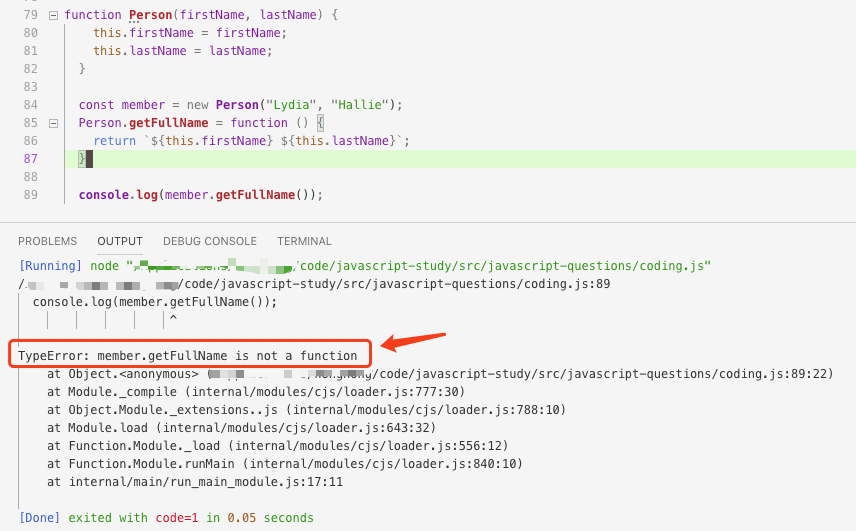 79 function Person(firstName, lastName) {
80 this.firstName = firstName;
81 this.lastName = lastName;
82 }
83
84 const member = new Person("Lydia", "Hallie");
85 Person.getFullName = function () {
86 return `${this.firstName} ${this.lastName}`;
87 }
88
89 console.log(member.getFullName());
PROBLEMS OUTPUT DEBUG CONSOLE TERMINAL
[Running] node "/code/javascript-study/src/javascript-questions/coding.js"
/code/javascript-study/src/javascript-questions/coding.js:89
console.log(member.getFullName());
^
TypeError: member.getFullName is not a function
at Object.<anonymous> (/code/javascript-study/src/javascript-questions/coding.js:89:22)
at Module._compile (internal/modules/cjs/loader.js:777:30)
at Object.Module._extensions..js (internal/modules/cjs/loader.js:788:10)
at Module.load (internal/modules/cjs/loader.js:643:32)
at Function.Module._load (internal/modules/cjs/loader.js:556:12)
at Function.Module.runMain (internal/modules/cjs/loader.js:840:10)
at internal/main/run_main_module.js:17:11
[Done] exited with code=1 in 0.05 seconds